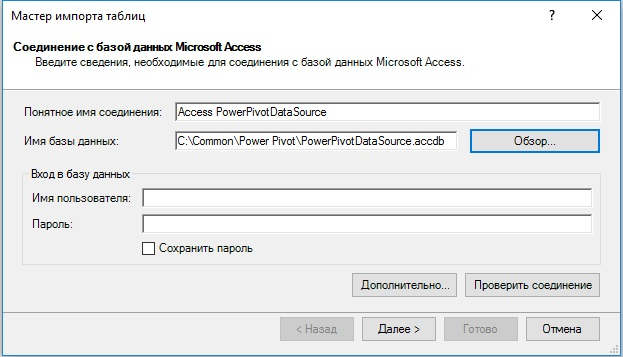 Мастер импорта таблиц
?
Соединение с базой данных Microsoft Access
Введите сведения, необходимые для соединения с базой данных Microsoft Access.
Понятное имя соединения: Access PowerPivotDataSource
Имя базы данных: C:\Common\Power Pivot\PowerPivotDataSource.accdb Обзор...
Вход в базу данных
Имя пользователя:
Пароль:
Сохранить пароль
Дополнительно... Проверить соединение
< Назад Далее > Готово Отмена